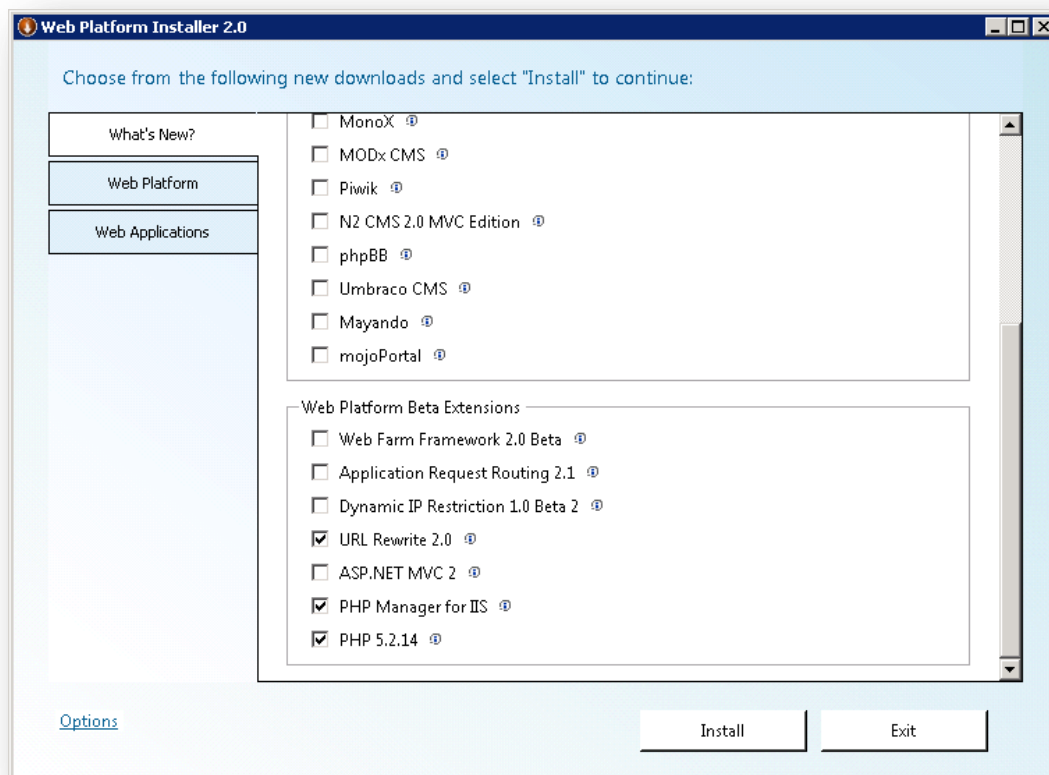 Web Platform Installer 2.0
Choose from the following new downloads and select "Install" to continue:
What's New?
Web Platform
Web Applications
MonoX
MODx CMS
Piwik
N2 CMS 2.0 MVC Edition
phpBB
Umbraco CMS
Mayando
mojoPortal
Web Platform Beta Extensions
Web Farm Framework 2.0 Beta
Application Request Routing 2.1
Dynamic IP Restriction 1.0 Beta 2
URL Rewrite 2.0
ASP.NET MVC 2
PHP Manager for IIS
PHP 5.2.14
Options
Install
Exit